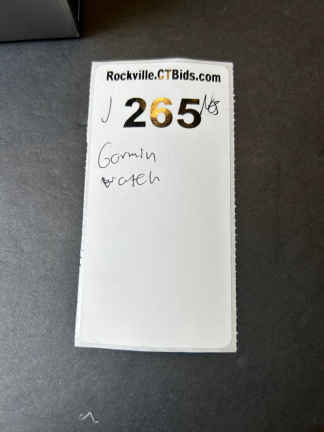 Rockville.CTBids.com
J 265
Garmin
watch